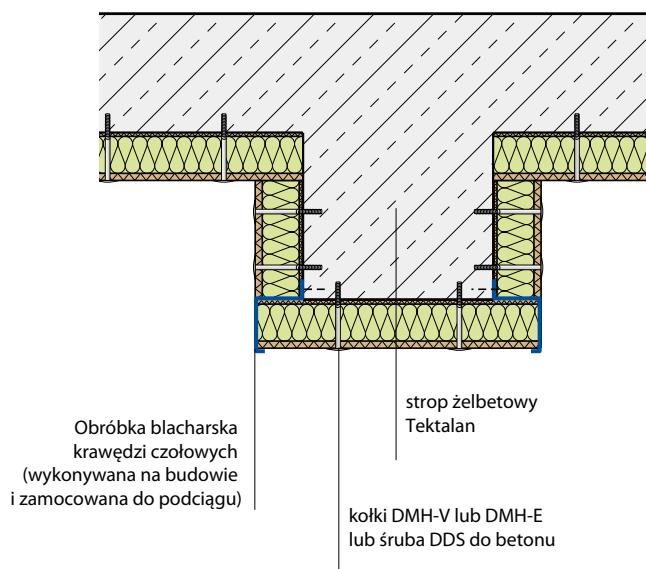 strop żelbetowy
Tektalan
Obróbka blacharska
krawędzi czołowych
(wykonywana na budowie
i zamocowana do podciągu)
kołki DMH-V lub DMH-E
lub śruba DDS do betonu